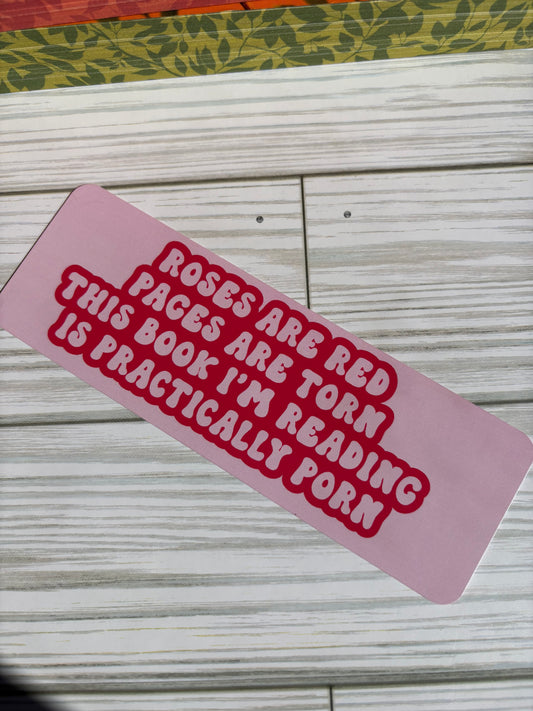 ROSES ARE RED
PAGES ARE TORN
THIS BOOK I'M READING
IS PRACTICALLY PORN